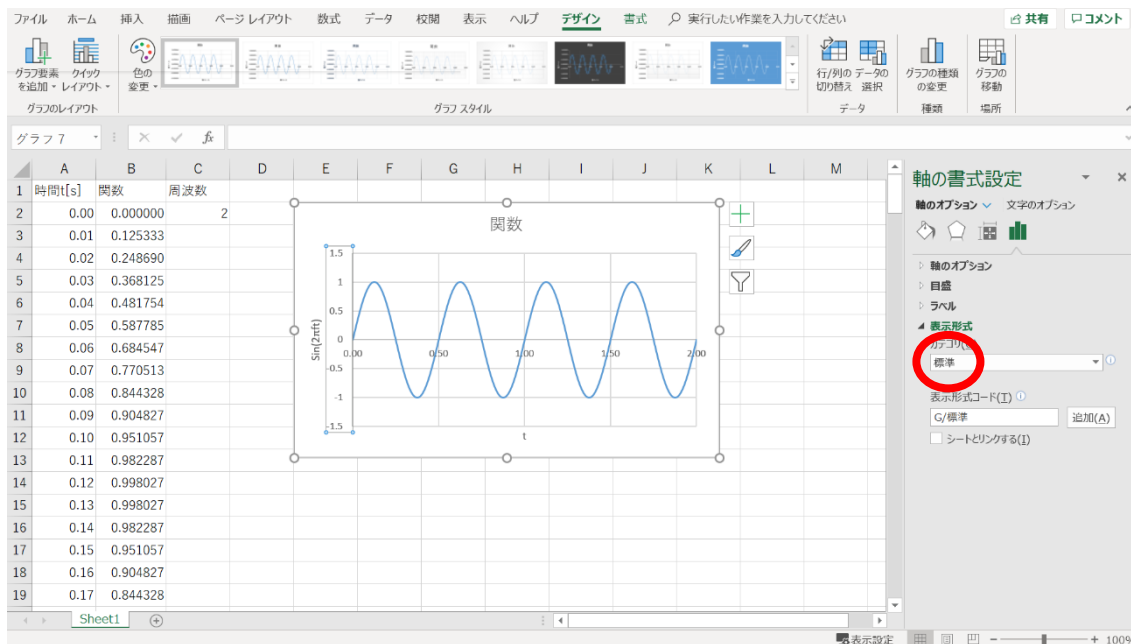 ファイル ホーム 挿入 描画 ページ レイアウト 数式 データ 校閲 表示 ヘルプ デザイン 書式 実行したい作業を入力してください 共有 コメント
グラフ要素を追加 クイックレイアウト 色の変更 行/列の切り替え データの選択 グラフの種類の変更 グラフの移動
グラフのレイアウト グラフ スタイル データ 種類 場所
グラフ 7 fx
A B C D E F G H I J K L M
1 時間t[s] 関数 周波数
2 0.00 0.000000 2
3 0.01 0.125333
4 0.02 0.248690
5 0.03 0.368125
6 0.04 0.481754
7 0.05 0.587785
8 0.06 0.684547
9 0.07 0.770513
10 0.08 0.844328
11 0.09 0.904827
12 0.10 0.951057
13 0.11 0.982287
14 0.12 0.998027
15 0.13 0.998027
16 0.14 0.982287
17 0.15 0.951057
18 0.16 0.904827
19 0.17 0.844328
関数
1.5
1
0.5
0
-0.5
-1
-1.5
0.00 0.50 1.00 1.50 2.00
Sin(2πft)
t
軸の書式設定
軸のオプション 文字のオプション
軸のオプション
目盛
ラベル
表示形式
カテゴリ(
標準
表示形式コード(T)
G/標準 追加(A)
シートとリンクする(I)
Sheet1
表示設定 100%